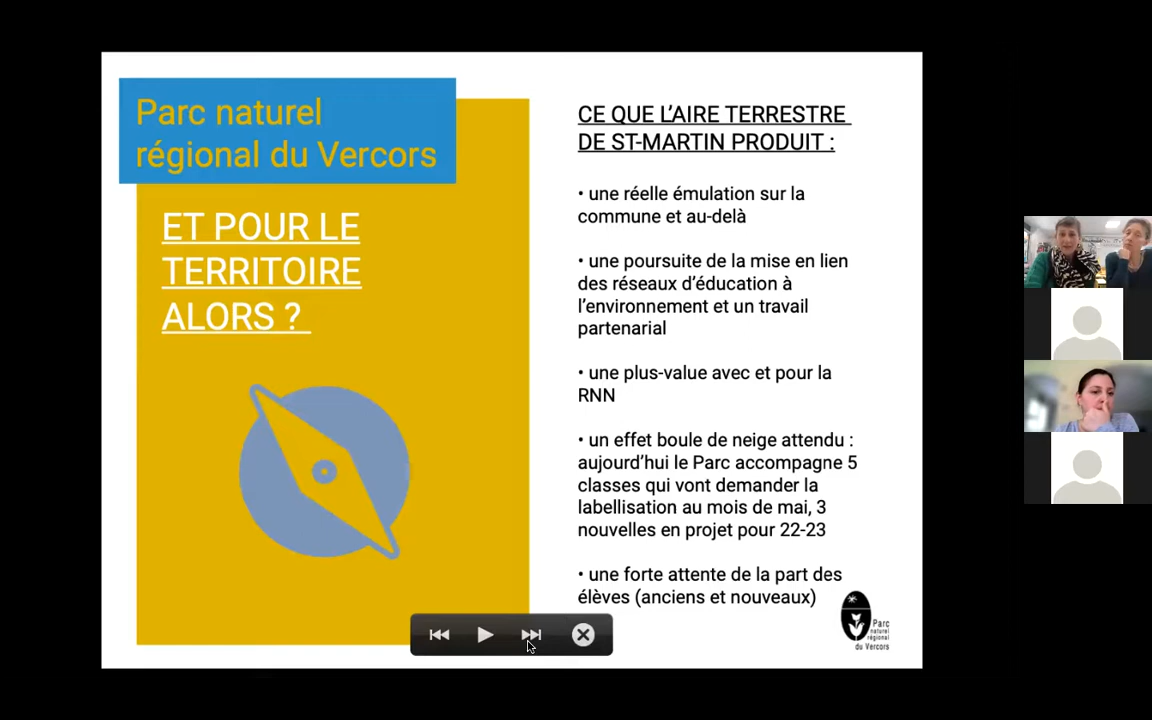 Parc naturel
régional du Vercors
ET POUR LE
TERRITOIRE
ALORS ?
CE QUE L'AIRE TERRESTRE
DE ST-MARTIN PRODUIT :
• une réelle émulation sur la
commune et au-delà
• une poursuite de la mise en lien
des réseaux d'éducation à
l'environnement et un travail
partenarial
• une plus-value avec et pour la
RNN
• un effet boule de neige attendu :
aujourd'hui le Parc accompagne 5
classes qui vont demander la
labellisation au mois de mai, 3
nouvelles en projet pour 22-23
• une forte attente de la part des
élèves (anciens et nouveaux)
Parc
naturel
régional
du Vercors